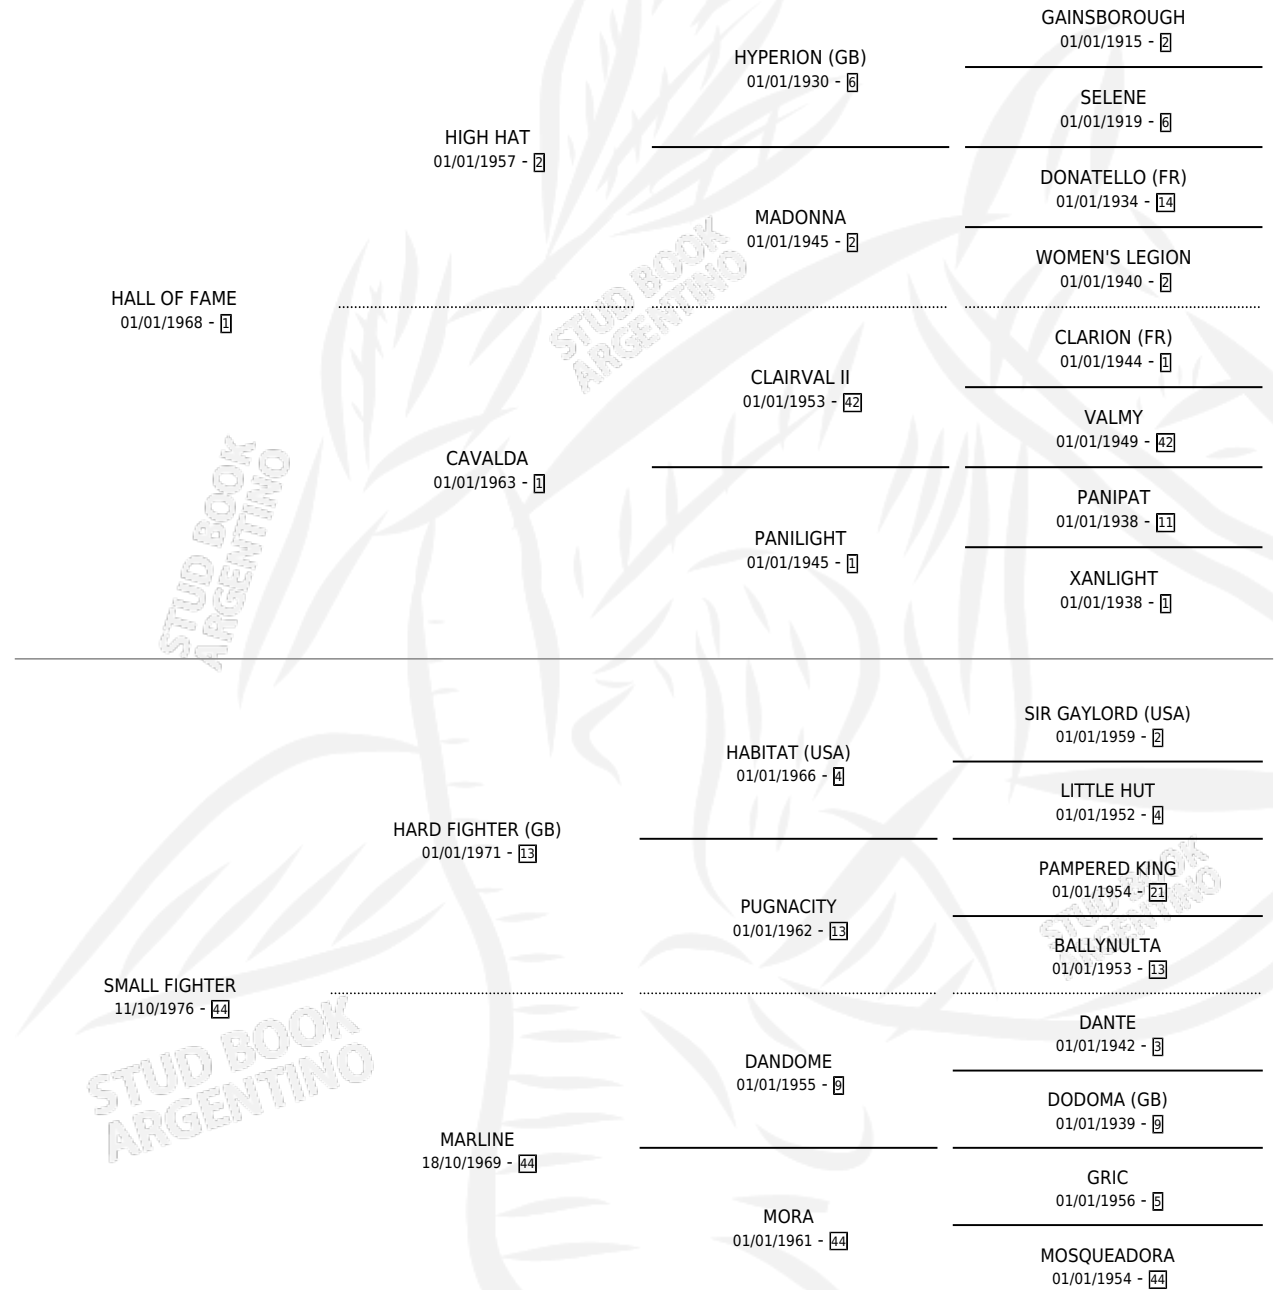 GAINSBOROUGH
01/01/1915 - 2
HYPERION (GB)
01/01/1930 - 6
SELENE
01/01/1919 - 6
HIGH HAT
01/01/1957 - 2
DONATELLO (FR)
01/01/1934 - 14
MADONNA
01/01/1945 - 2
WOMEN'S LEGION
01/01/1940 - 2
HALL OF FAME
01/01/1968 - 1
CLARION (FR)
01/01/1944 - 1
CLAIRVAL II
01/01/1953 - 42
VALMY
01/01/1949 - 42
CAVALDA
01/01/1963 - 1
PANIPAT
01/01/1938 - 11
PANILIGHT
01/01/1945 - 1
XANLIGHT
01/01/1938 - 1
STUD BOOK
ARGENTINO
STUD BOOK
ARGENTINO
SIR GAYLORD (USA)
01/01/1959 - 2
HABITAT (USA)
01/01/1966 - 4
LITTLE HUT
01/01/1952 - 4
HARD FIGHTER (GB)
01/01/1971 - 13
PAMPERED KING
01/01/1954 - 21
PUGNACITY
01/01/1962 - 13
BALLYNULTA
01/01/1953 - 13
SMALL FIGHTER
11/10/1976 - 44
DANTE
01/01/1942 - 3
DANDOME
01/01/1955 - 9
DODOMA (GB)
01/01/1939 - 9
MARLINE
18/10/1969 - 44
GRIC
01/01/1956 - 5
MORA
01/01/1961 - 44
MOSQUEADORA
01/01/1954 - 44
STUD BOOK
ARGENTINO
STUD BOOK
ARGENTINO